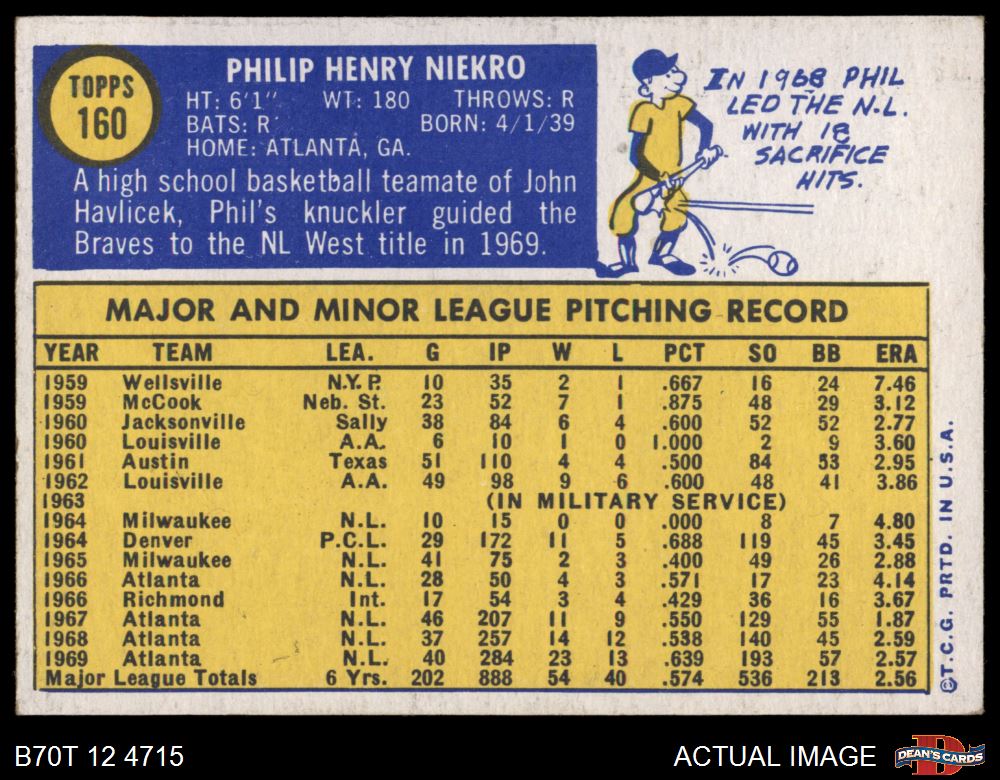 TOPPS
160
PHILIP HENRY NIEKRO
HT: 6'1" WT: 180 THROWS: R
BATS: R BORN: 4/1/39
HOME: ATLANTA, GA.
A high school basketball teamate of John
Havlicek, Phil's knuckler guided the
Braves to the NL West title in 1969.
IN 1968 PHIL
LED THE N.L.
WITH 18
SACRIFICE
HITS.
MAJOR AND MINOR LEAGUE PITCHING RECORD
YEAR TEAM LEA. G IP W L PCT SO BB ERA
1959 Wellsville N.Y.P. 10 35 2 1 .667 16 24 7.46
1959 McCook Neb. St. 23 52 7 1 .875 48 29 3.12
1960 Jacksonville Sally 38 84 6 4 .600 52 52 2.77
1960 Louisville A.A. 6 10 1 0 1.000 2 9 3.60
1961 Austin Texas 51 110 4 4 .500 84 53 2.95
1962 Louisville A.A. 49 98 9 6 .600 48 41 3.86
1963 (IN MILITARY SERVICE)
1964 Milwaukee N.L. 10 15 0 0 .000 8 7 4.80
1964 Denver P.C.L. 29 172 11 5 .688 119 45 3.45
1965 Milwaukee N.L. 41 75 2 3 .400 49 26 2.88
1966 Atlanta N.L. 28 50 4 3 .571 17 23 4.14
1966 Richmond Int. 17 54 3 4 .429 36 16 3.67
1967 Atlanta N.L. 46 207 11 9 .550 129 55 1.87
1968 Atlanta N.L. 37 257 14 12 .538 140 45 2.59
1969 Atlanta N.L. 40 284 23 13 .639 193 57 2.57
Major League Totals 6 Yrs. 202 888 54 40 .574 536 213 2.56
©T.C.G. PRTD. IN U.S.A.
B70T 12 4715
ACTUAL IMAGE
DEAN'S CARDS